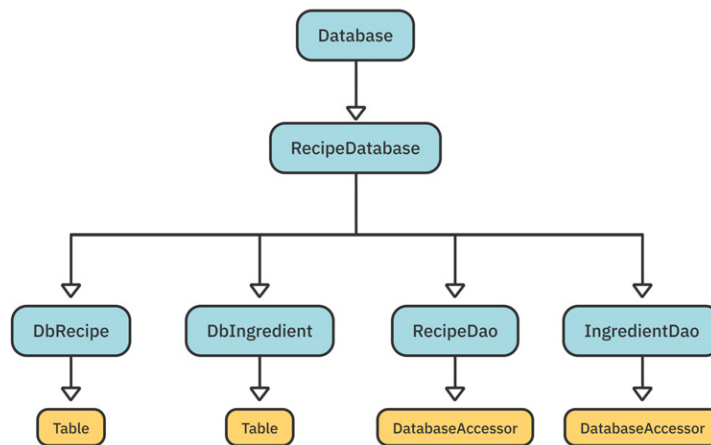 Database
RecipeDatabase
DbRecipe
DbIngredient
RecipeDao
IngredientDao
Table
Table
DatabaseAccessor
DatabaseAccessor